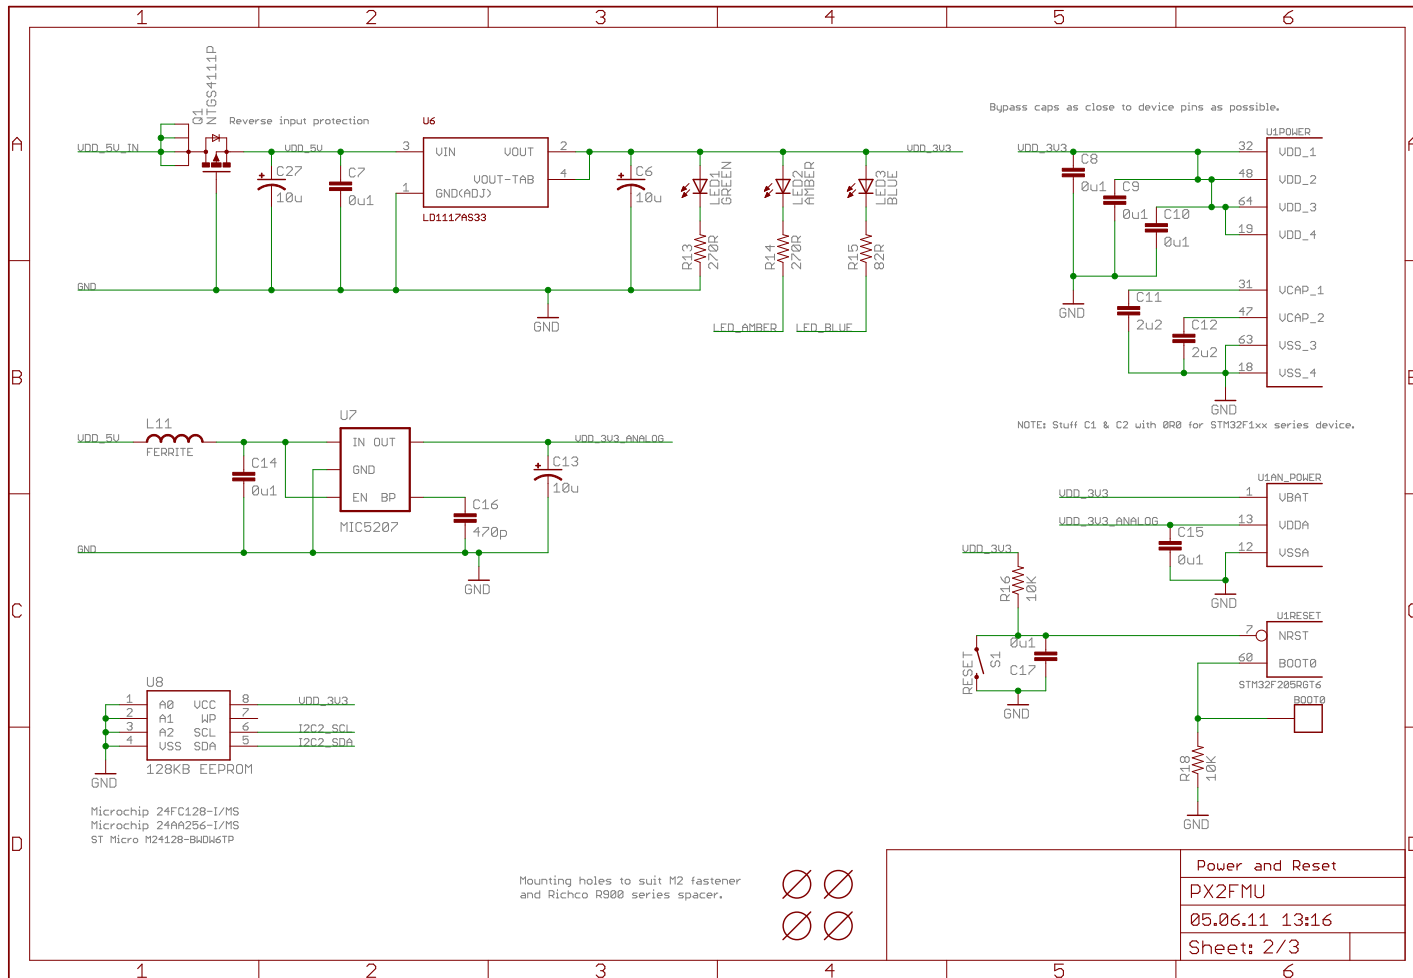 1 2 3 4 5 6
A
Q1
NTGS4111P
Reverse input protection
VDD_5V_IN
VDD_5V
C27
10u
C7
0u1
U6
3 VIN VOUT 2
VOUT-TAB 4
1 GND(ADJ)
LD1117AS33
C6
10u
LED1
GREEN
LED2
AMBER
LED3
BLUE
VDD_3V3
R13
270R
R14
270R
R15
82R
GND
GND
LED_AMBER
LED_BLUE
Bypass caps as close to device pins as possible.
VDD_3V3
C8
0u1
C9
0u1
C10
0u1
U1POWER
32 VDD_1
48 VDD_2
64 VDD_3
19 VDD_4
31 VCAP_1
47 VCAP_2
63 VSS_3
18 VSS_4
GND
C11
2u2
C12
2u2
GND
NOTE: Stuff C1 & C2 with 0R0 for STM32F1xx series device.
B
VDD_5V
L11
FERRITE
C14
0u1
U7
IN OUT
GND
EN BP
MIC5207
VDD_3V3_ANALOG
C13
10u
C16
470p
GND
GND
U1AN_POWER
VDD_3V3
1 VBAT
VDD_3V3_ANALOG
13 VDDA
12 VSSA
C15
0u1
GND
C
VDD_3V3
R16
10K
RESET
S1
0u1
C17
GND
U1RESET
7 NRST
60 BOOT0
STM32F205RGT6
BOOT0
R18
10K
GND
U8
1 A0 VCC 8
2 A1 WP 7
3 A2 SCL 6
4 VSS SDA 5
128KB EEPROM
VDD_3V3
I2C2_SCL
I2C2_SDA
GND
Microchip 24FC128-I/MS
Microchip 24AA256-I/MS
ST Micro M24128-BWDW6TP
D
Mounting holes to suit M2 fastener
and Richco R900 series spacer.
Power and Reset
PX2FMU
05.06.11 13:16
Sheet: 2/3
1 2 3 4 5 6